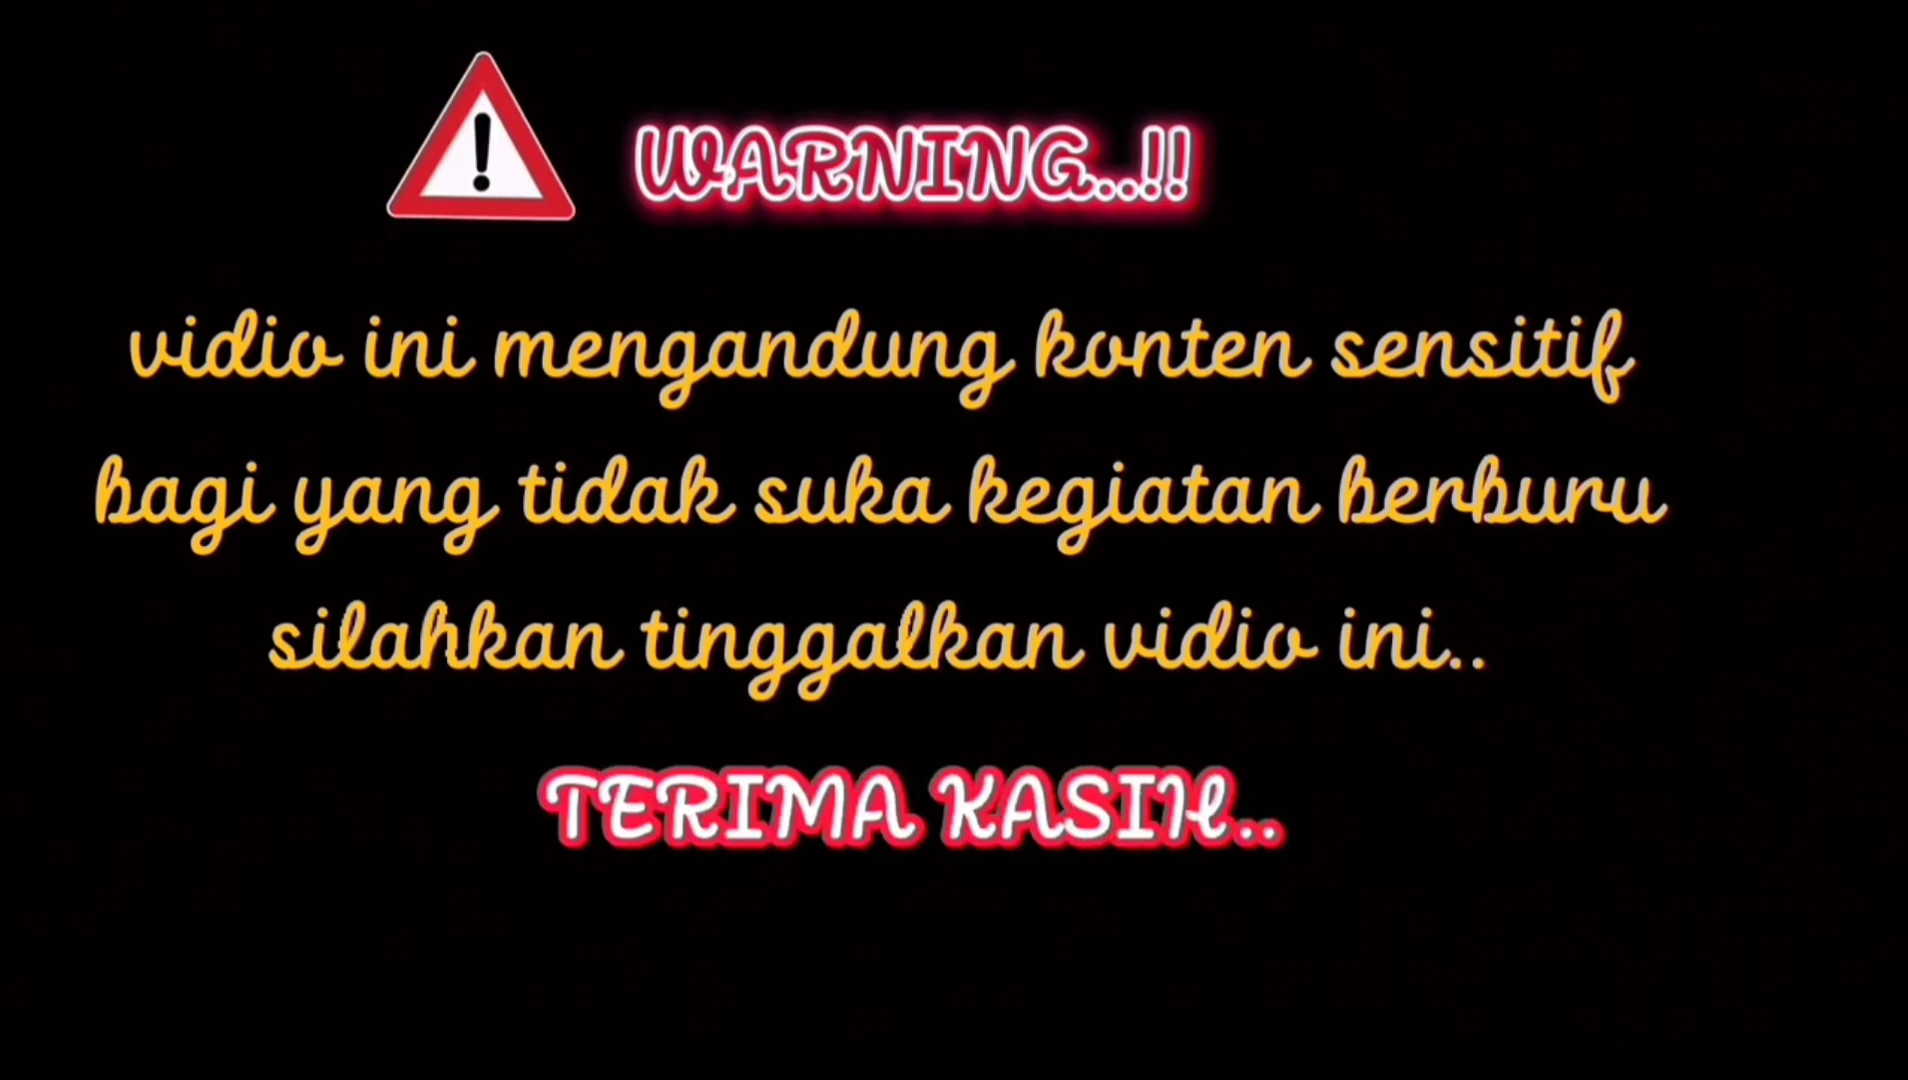 WARNING..!!
vidio ini mengandung konten sensitif
bagi yang tidak suka kegiatan berburu
silahkan tinggalkan vidio ini..
TERIMA KASIH..